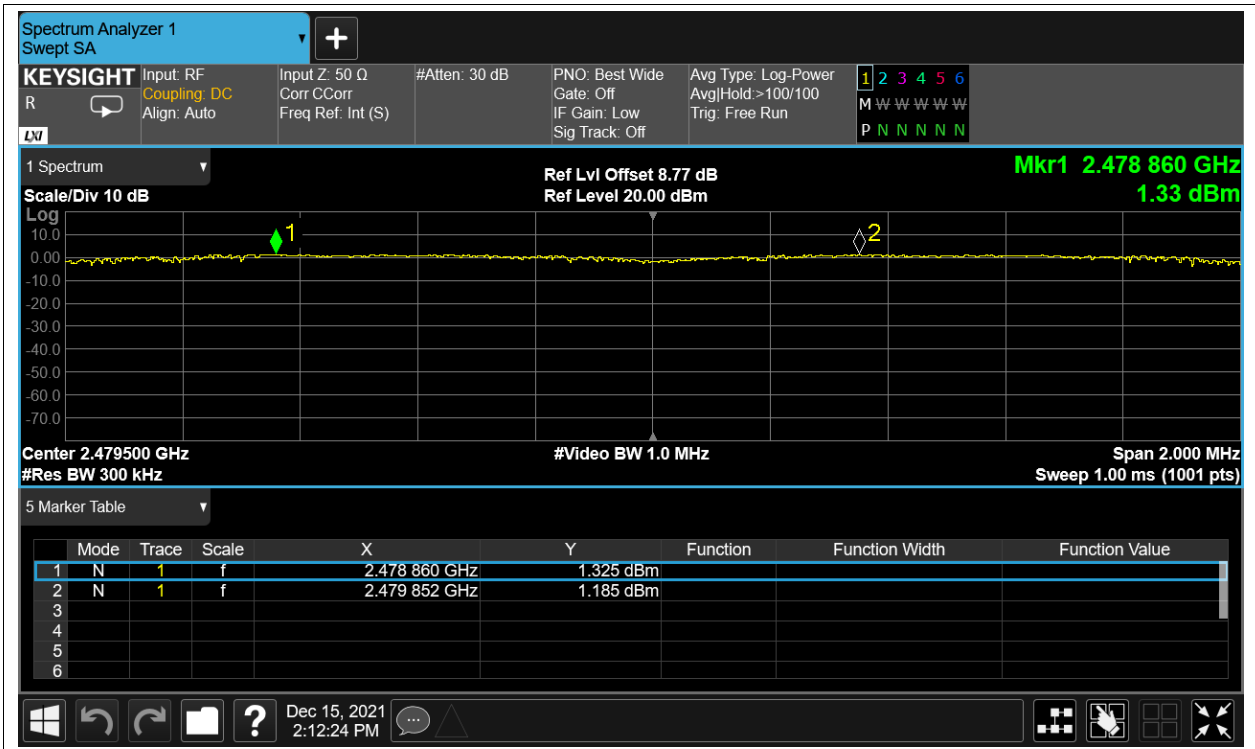 Spectrum Analyzer 1
Swept SA
KEYSIGHT
R
LXI
Input: RF
Coupling: DC
Align: Auto
Input Z: 50 Ω
Corr CCorr
Freq Ref: Int (S)
#Atten: 30 dB
PNO: Best Wide
Gate: Off
IF Gain: Low
Sig Track: Off
Avg Type: Log-Power
Avg|Hold:>100/100
Trig: Free Run
1 2 3 4 5 6
M W W W W W
P N N N N N
1 Spectrum
Scale/Div 10 dB
Ref Lvl Offset 8.77 dB
Ref Level 20.00 dBm
Mkr1 2.478 860 GHz
1.33 dBm
Log
10.0
0.00
-10.0
-20.0
-30.0
-40.0
-50.0
-60.0
-70.0
1
2
Center 2.479500 GHz
#Video BW 1.0 MHz
Span 2.000 MHz
#Res BW 300 kHz
Sweep 1.00 ms (1001 pts)
5 Marker Table
Mode Trace Scale X Y Function Function Width Function Value
1 N 1 f 2.478 860 GHz 1.325 dBm
2 N 1 f 2.479 852 GHz 1.185 dBm
3
4
5
6
?
Dec 15, 2021
2:12:24 PM